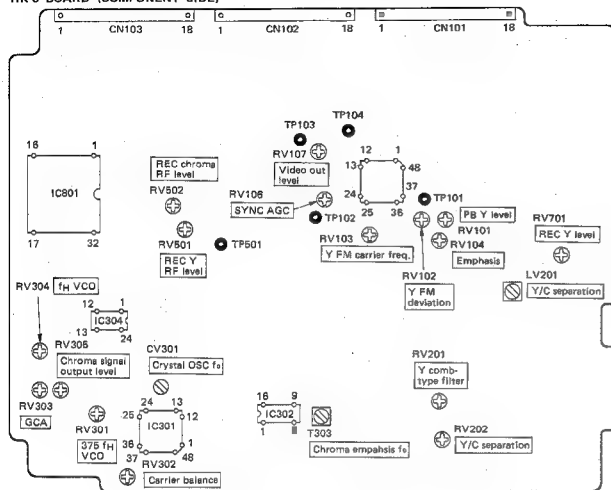 HR-5 BOARD (COMPONENT SIDE)
1 CN103 18
1 CN102 18
1 CN101 18
TP103
TP104
RV107
Video out level
12 1
13 48
37
24
25 36
16 1
IC801
17 32
REC chroma RF level
RV502
RV501
REC Y RF level
TP501
RV106
SYNC AGC
TP102
RV103
Y FM carrier freq.
TP101
PB Y level
RV101
RV104
Emphasis
RV102
Y FM deviation
RV701
REC Y level
LV201
Y/C separation
RV304
fH VCO
12 1
IC304
13 24
RV305
Chroma signal output level
CV301
Crystal OSC fo
RV303
GCA
RV301
375 fH VCO
24 13
25 12
IC301
36 1
37 48
RV302
Carrier balance
16 9
IC302
1 8
T303
Chroma empahsis fo
RV201
Y comb-type filter
RV202
Y/C separation